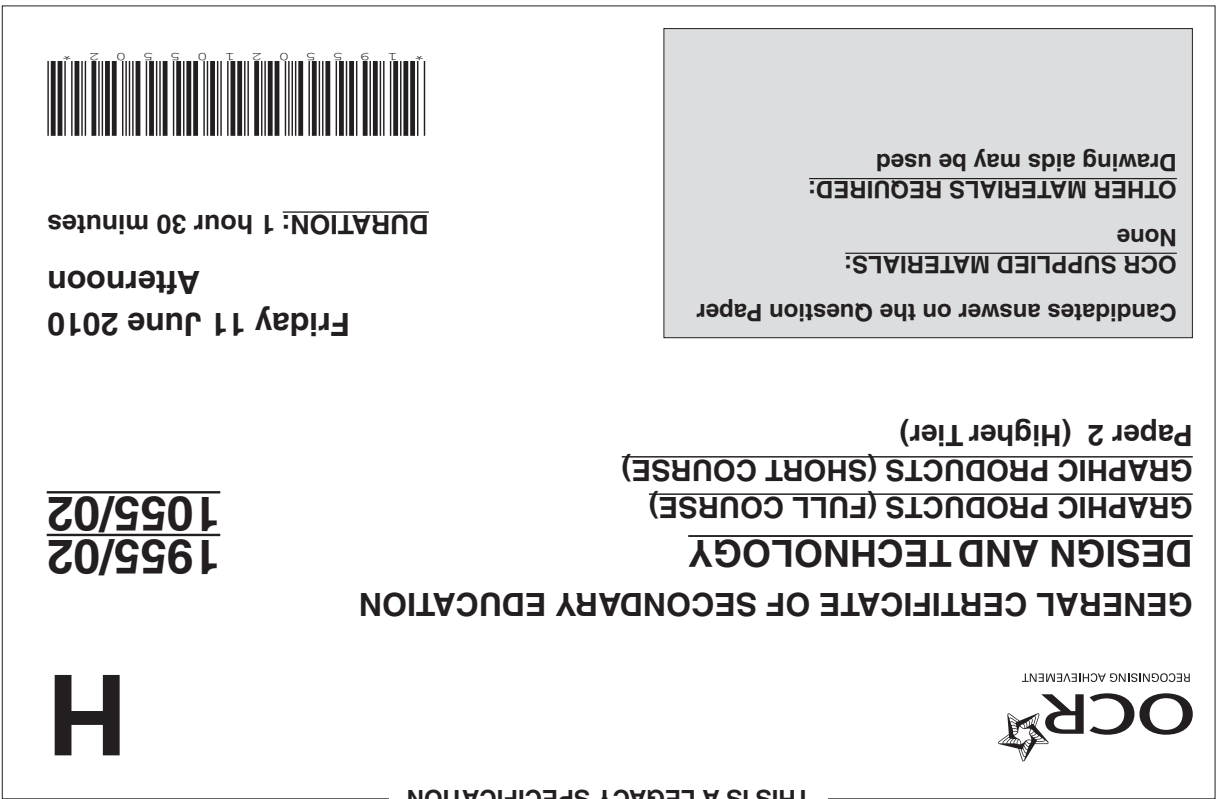 THIS IS A LEGACY SPECIFICATION
OCR
RECOGNISING ACHIEVEMENT
H
GENERAL CERTIFICATE OF SECONDARY EDUCATION
DESIGN AND TECHNOLOGY
GRAPHIC PRODUCTS (FULL COURSE)
GRAPHIC PRODUCTS (SHORT COURSE)
Paper 2 (Higher Tier)
1955/02
1055/02
Candidates answer on the Question Paper
OCR SUPPLIED MATERIALS:
None
OTHER MATERIALS REQUIRED:
Drawing aids may be used
Friday 11 June 2010
Afternoon
DURATION: 1 hour 30 minutes
*195502105502*